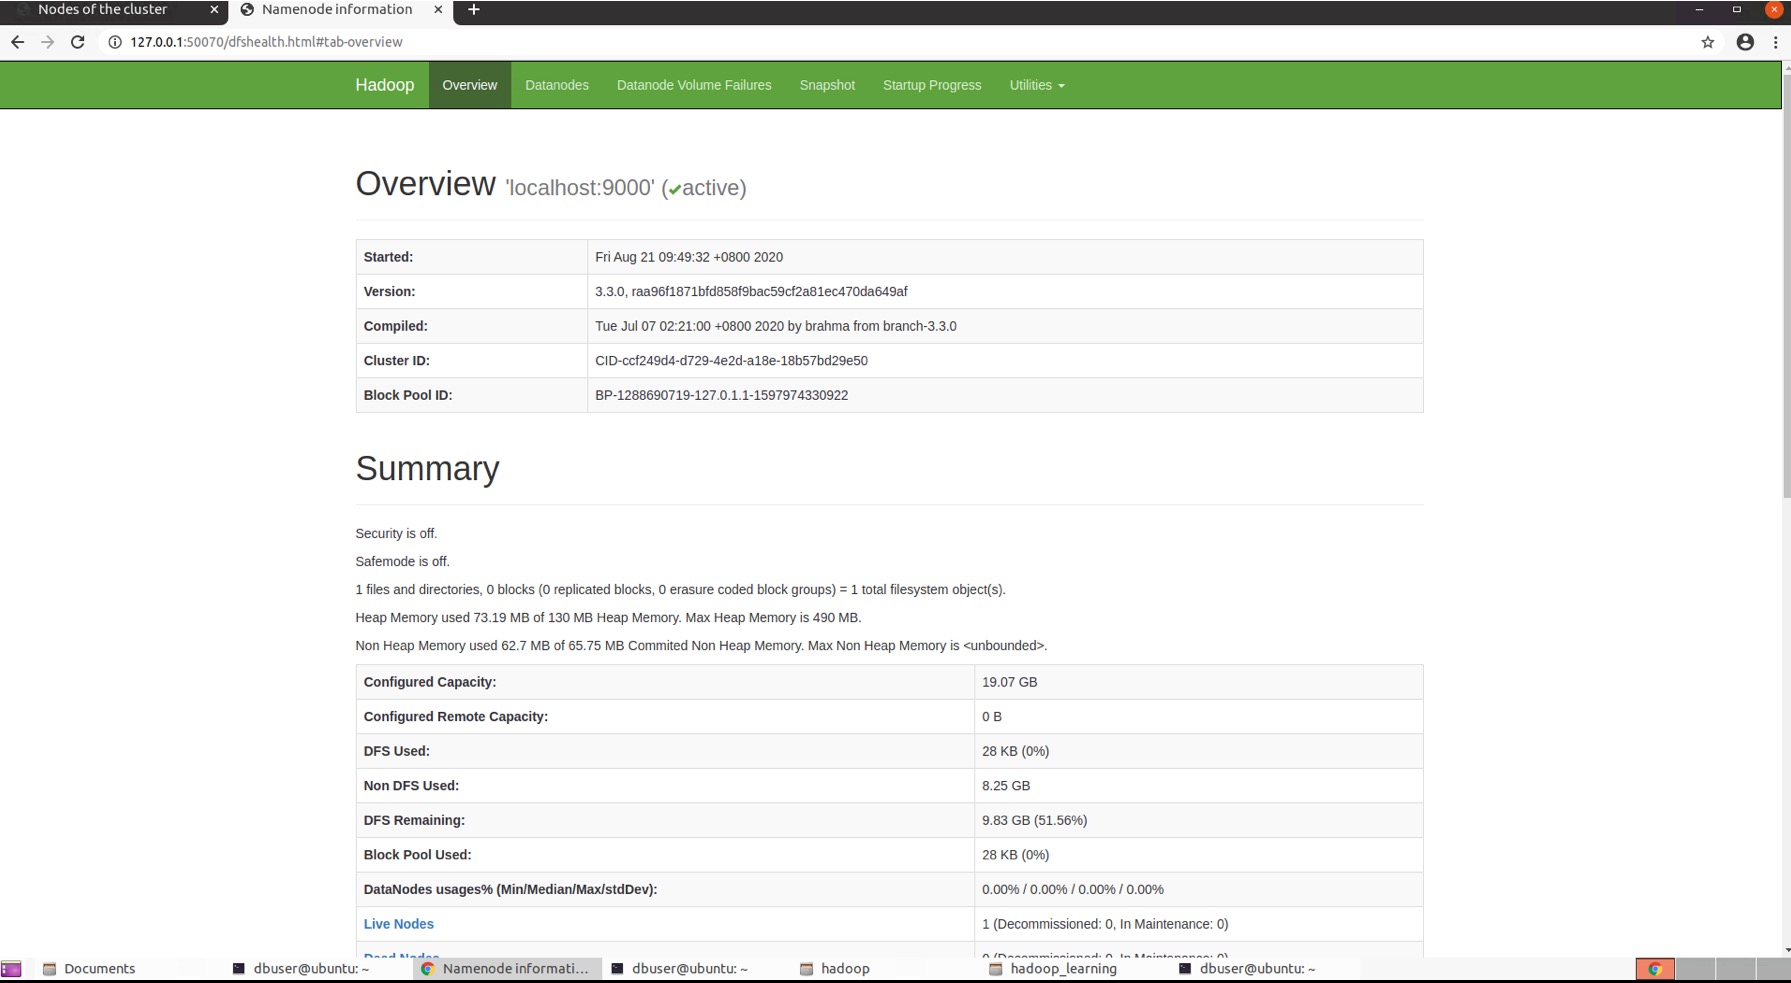 Nodes of the cluster
Namenode information
127.0.0.1:50070/dfshealth.html#tab-overview
Hadoop Overview Datanodes Datanode Volume Failures Snapshot Startup Progress Utilities
Overview 'localhost:9000' (✔active)
Started: Fri Aug 21 09:49:32 +0800 2020
Version: 3.3.0, raa96f1871bfd858f9bac59cf2a81ec470da649af
Compiled: Tue Jul 07 02:21:00 +0800 2020 by brahma from branch-3.3.0
Cluster ID: CID-ccf249d4-d729-4e2d-a18e-18b57bd29e50
Block Pool ID: BP-1288690719-127.0.1.1-1597974330922
Summary
Security is off.
Safemode is off.
1 files and directories, 0 blocks (0 replicated blocks, 0 erasure coded block groups) = 1 total filesystem object(s).
Heap Memory used 73.19 MB of 130 MB Heap Memory. Max Heap Memory is 490 MB.
Non Heap Memory used 62.7 MB of 65.75 MB Commited Non Heap Memory. Max Non Heap Memory is <unbounded>.
Configured Capacity: 19.07 GB
Configured Remote Capacity: 0 B
DFS Used: 28 KB (0%)
Non DFS Used: 8.25 GB
DFS Remaining: 9.83 GB (51.56%)
Block Pool Used: 28 KB (0%)
DataNodes usages% (Min/Median/Max/stdDev): 0.00% / 0.00% / 0.00% / 0.00%
Live Nodes 1 (Decommissioned: 0, In Maintenance: 0)
Dead Nodes 0 (Decommissioned: 0, In Maintenance: 0)
Documents dbuser@ubuntu: ~ Namenode informati... dbuser@ubuntu: ~ hadoop hadoop_learning dbuser@ubuntu: ~